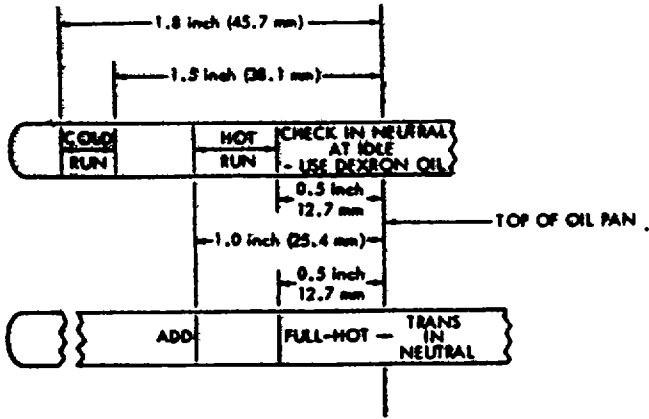 1.8 inch (45.7 mm)
1.5 inch (38.1 mm)
COLD
RUN
HOT
RUN
CHECK IN NEUTRAL
AT IDLE
- USE DEXRON OIL
0.5 inch
12.7 mm
TOP OF OIL PAN .
1.0 inch (25.4 mm)
0.5 inch
12.7 mm
ADD
FULL-HOT -
TRANS
IN
NEUTRAL